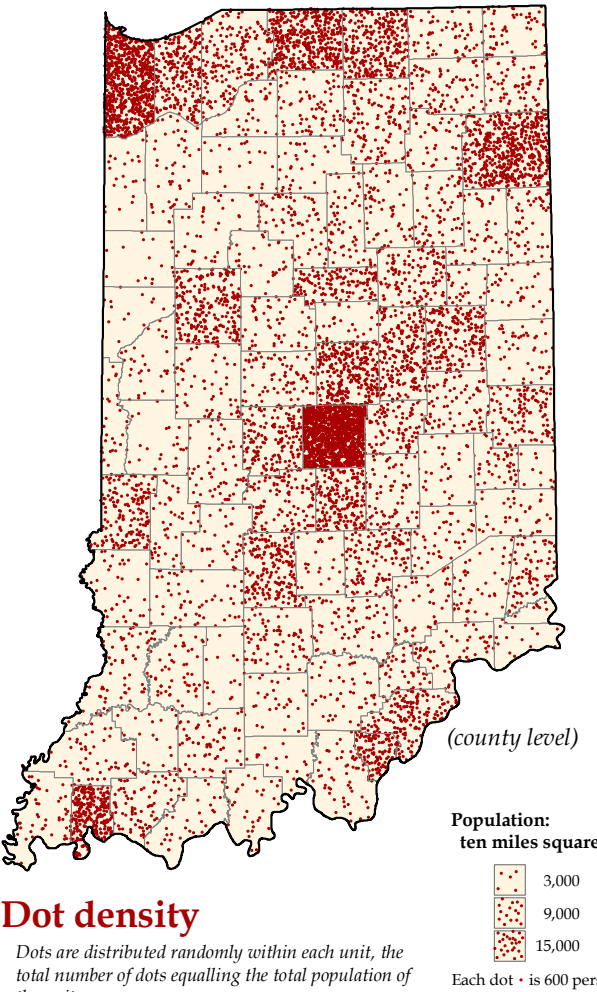 (county level)
Population:
ten miles square
3,000
9,000
15,000
Dot density
Dots are distributed randomly within each unit, the
total number of dots equalling the total population of
Each dot • is 600